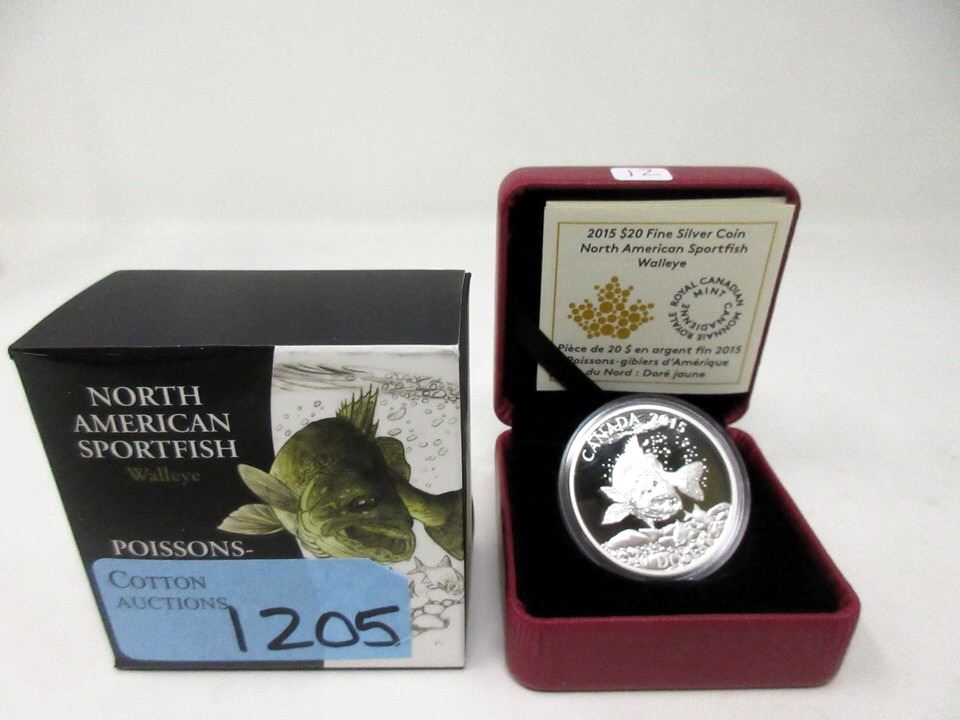 NORTH
AMERICAN
SPORTFISH
Walleye
POISSONS-
COTTON
AUCTIONS
1205
12
2015 $20 Fine Silver Coin
North American Sportfish
Walleye
ROYAL CANADIAN MINT
MONNAIE ROYALE CANADIENNE
Pièce de 20 $ en argent fin 2015
Poissons-gibiers d'Amérique
du Nord : Doré jaune
CANADA 2015